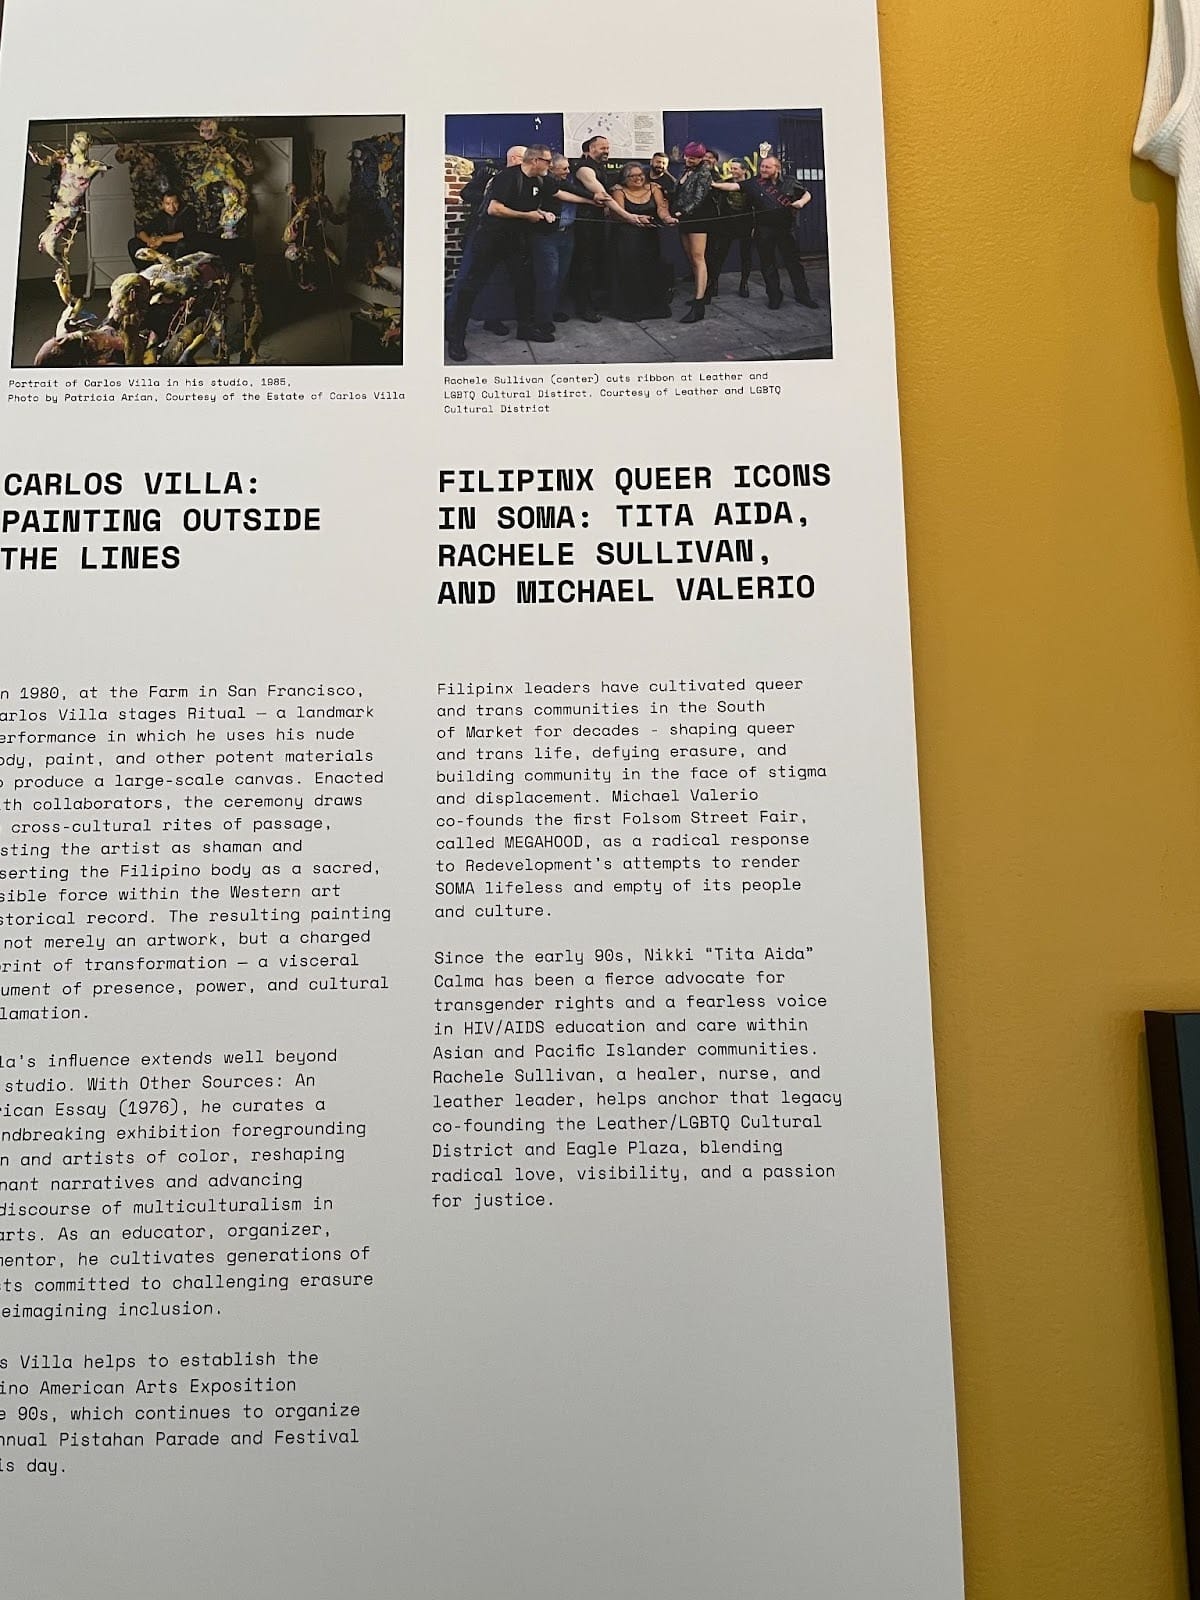 Portrait of Carlos Villa in his studio, 1985,
Photo by Patricia Arian, Courtesy of the Estate of Carlos Villa
CARLOS VILLA:
PAINTING OUTSIDE
THE LINES
n 1980, at the Farm in San Francisco,
arlos Villa stages Ritual — a landmark
erformance in which he uses his nude
ody, paint, and other potent materials
o produce a large-scale canvas. Enacted
ith collaborators, the ceremony draws
cross-cultural rites of passage,
sting the artist as shaman and
serting the Filipino body as a sacred,
sible force within the Western art
storical record. The resulting painting
not merely an artwork, but a charged
print of transformation — a visceral
ument of presence, power, and cultural
lamation.
la's influence extends well beyond
studio. With Other Sources: An
rican Essay (1976), he curates a
ndbreaking exhibition foregrounding
n and artists of color, reshaping
nant narratives and advancing
discourse of multiculturalism in
arts. As an educator, organizer,
mentor, he cultivates generations of
sts committed to challenging erasure
eimagining inclusion.
s Villa helps to establish the
ino American Arts Exposition
e 90s, which continues to organize
nnual Pistahan Parade and Festival
is day.
Rachele Sullivan (center) cuts ribbon at Leather and
LGBTQ Cultural Distirct. Courtesy of Leather and LGBTQ
Cultural District
FILIPINX QUEER ICONS
IN SOMA: TITA AIDA,
RACHELE SULLIVAN,
AND MICHAEL VALERIO
Filipinx leaders have cultivated queer
and trans communities in the South
of Market for decades - shaping queer
and trans life, defying erasure, and
building community in the face of stigma
and displacement. Michael Valerio
co-founds the first Folsom Street Fair,
called MEGAHOOD, as a radical response
to Redevelopment's attempts to render
SOMA lifeless and empty of its people
and culture.
Since the early 90s, Nikki “Tita Aida”
Calma has been a fierce advocate for
transgender rights and a fearless voice
in HIV/AIDS education and care within
Asian and Pacific Islander communities.
Rachele Sullivan, a healer, nurse, and
leather leader, helps anchor that legacy
co-founding the Leather/LGBTQ Cultural
District and Eagle Plaza, blending
radical love, visibility, and a passion
for justice.